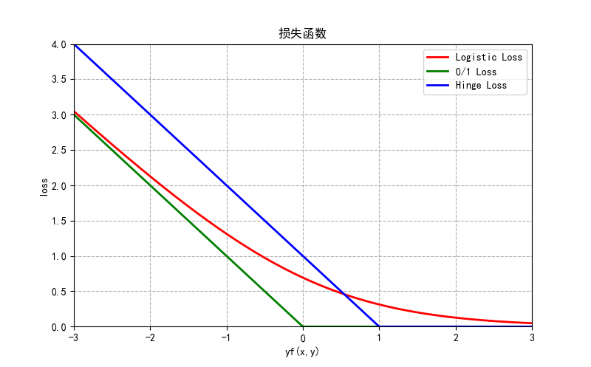 损失函数
Logistic Loss
0/1 Loss
Hinge Loss
4.0
3.5
3.0
2.5
2.0
1.5
1.0
0.5
0.0
loss
-3
-2
-1
0
1
2
3
yf(x,y)